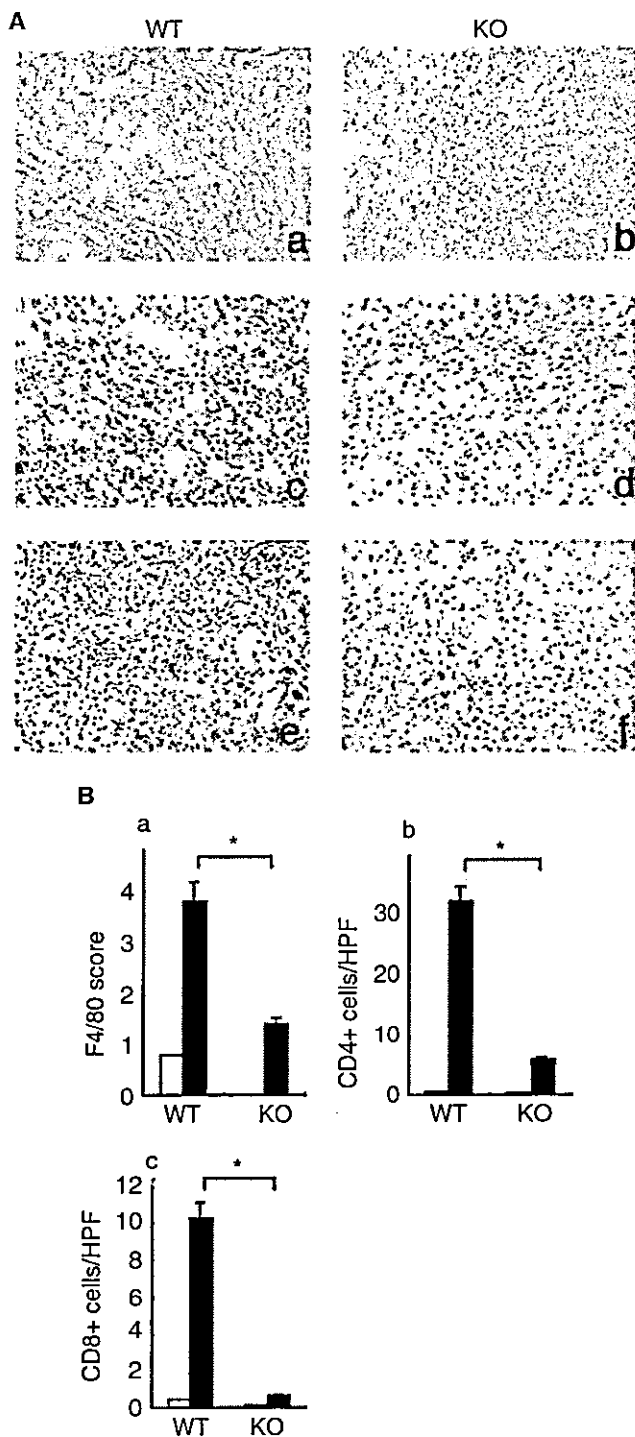 A
WT KO
a b
c d
e f
B
a
4
3
2
1
0
F4/80 score
WT KO
*
b
30
20
10
0
CD4+ cells/HPF
WT KO
*
c
12
10
8
6
4
2
0
CD8+ cells/HPF
WT KO
*